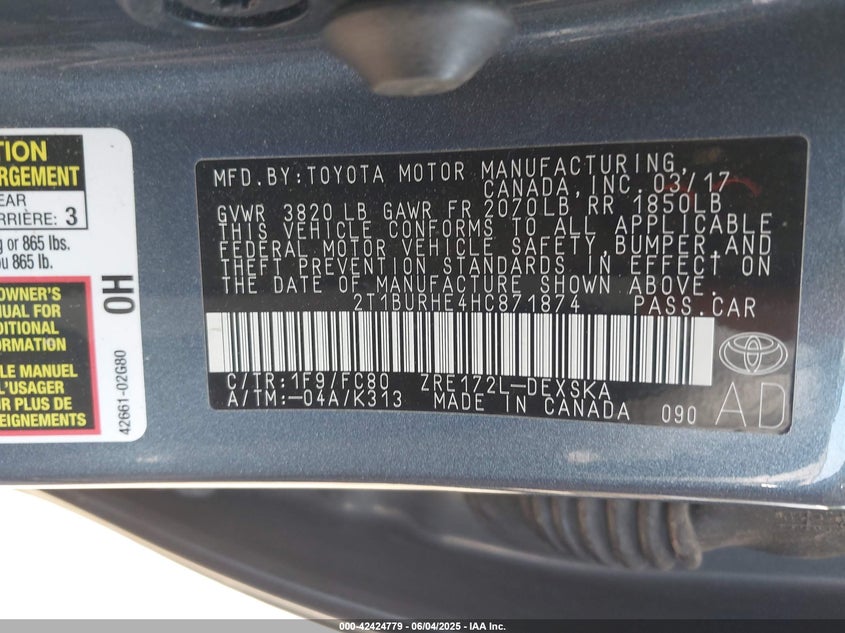 TION
RGEMENT
EAR
RRIÈRE: 3
g or 865 lbs.
u 865 lb.
OWNER'S
NUAL FOR
DITIONAL
ORMATION
LE MANUEL
L'USAGER
R PLUS DE
EIGNEMENTS
0H
42661-02G80
MFD.BY:TOYOTA MOTOR MANUFACTURING,
CANADA, INC. 03/17
GVWR 3820 LB GAWR FR 2070LB, RR 1850LB
THIS VEHICLE CONFORMS TO ALL APPLICABLE
FEDERAL MOTOR VEHICLE SAFETY, BUMPER, AND
THEFT PREVENTION STANDARDS IN EFFECT ON
THE DATE OF MANUFACTURE SHOWN ABOVE.
2T1BURHE4HC871874 PASS.CAR
C/TR:1F9/FC80 ZRE172L-DEXSKA
A/TM:-04A/K313 MADE IN CANADA 090
AD
000-42424779 - 06/04/2025 - IAA Inc.